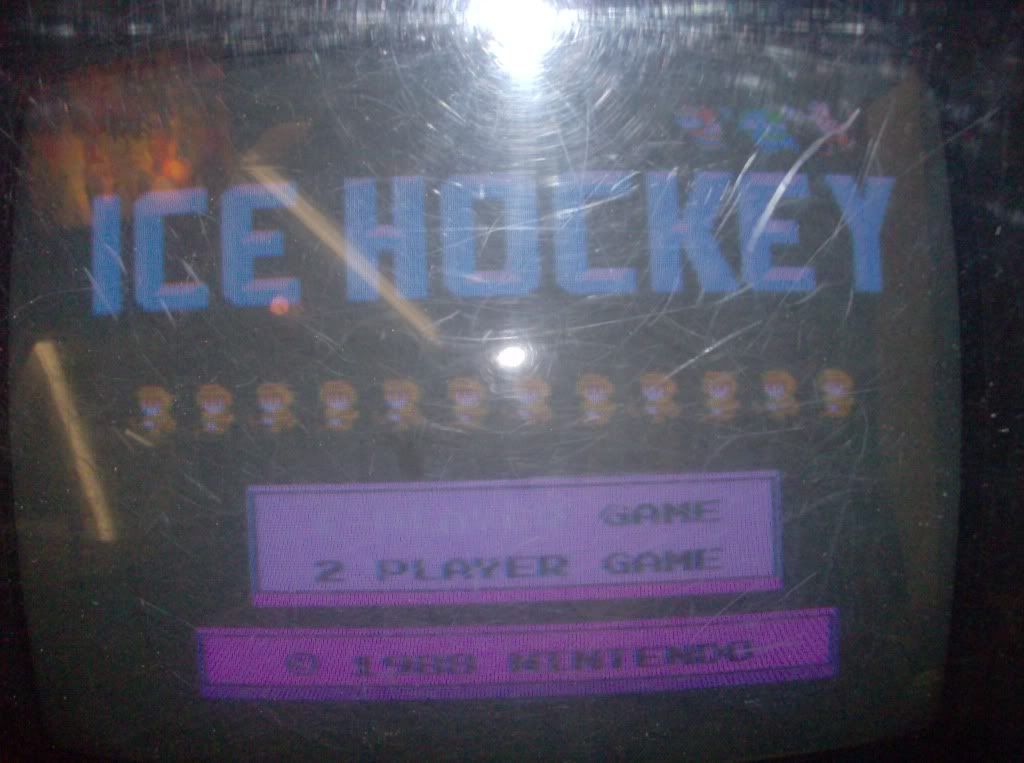 ICE HOCKEY
GAME
2 PLAYER GAME
© 1988 NINTENDO